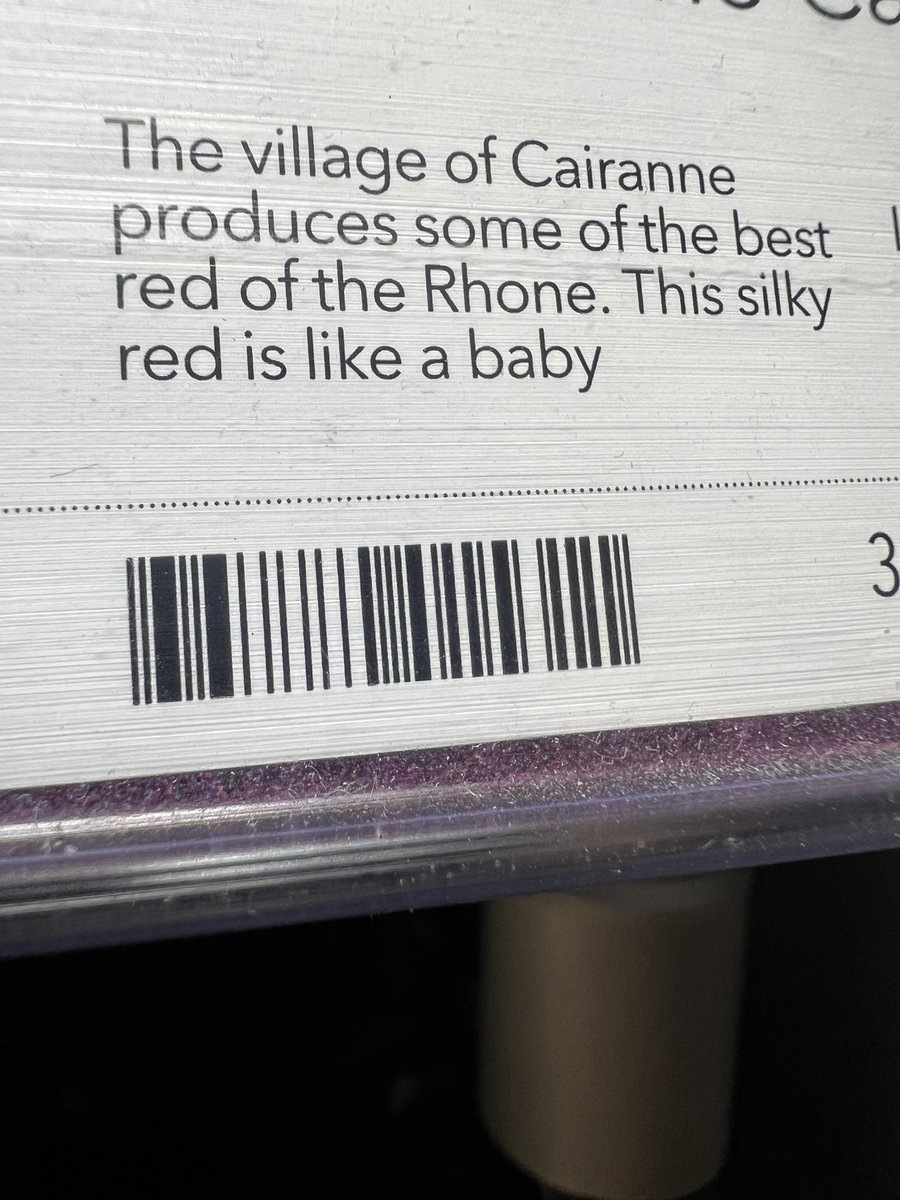 The village of Cairanne
produces some of the best
red of the Rhone. This silky
red is like a baby
3